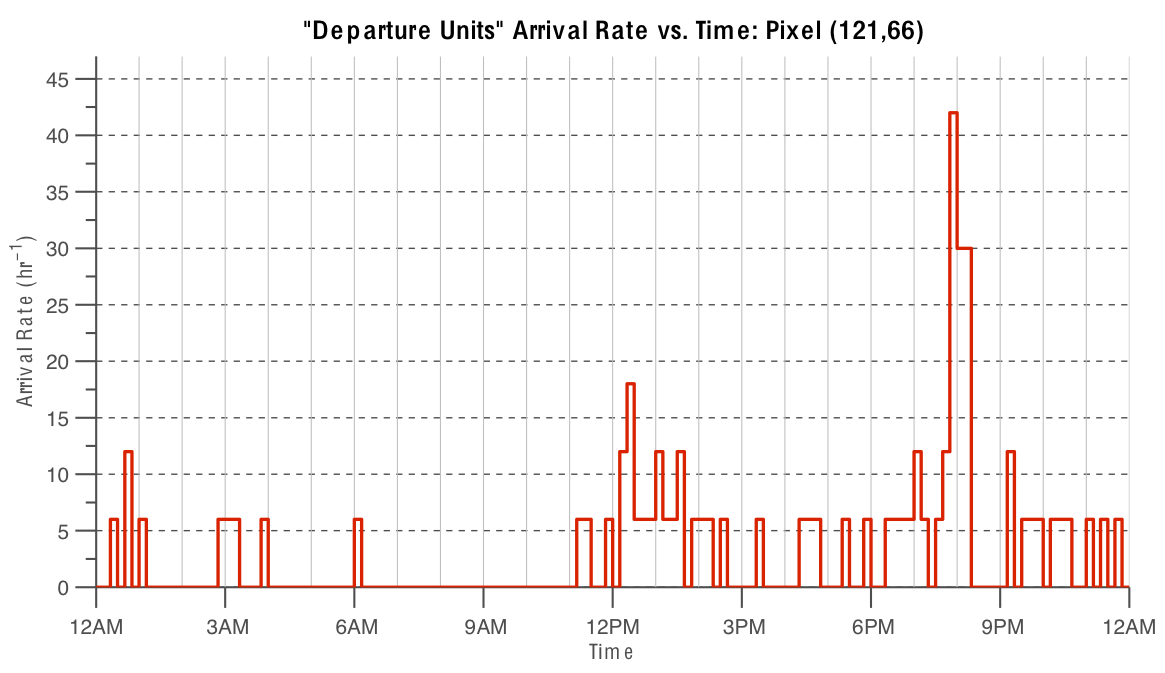 "Departure Units" Arrival Rate vs. Time: Pixel (121,66)
45
40
35
30
25
20
15
10
5
0
Arrival Rate (hr⁻¹)
12AM 3AM 6AM 9AM 12PM 3PM 6PM 9PM 12AM
Time